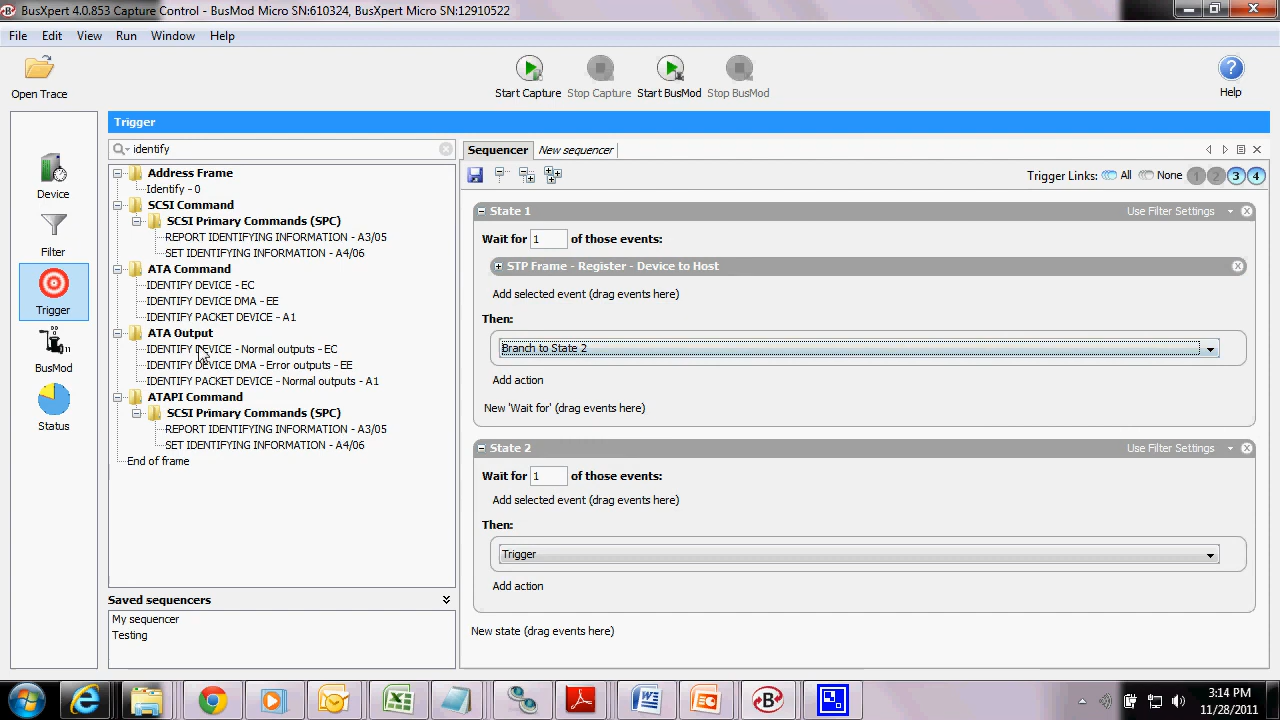 BusXpert 4.0.853 Capture Control - BusMod Micro SN:610324, BusXpert Micro SN:12910522
File Edit View Run Window Help
Open Trace
Start Capture Stop Capture Start BusMod Stop BusMod
Help
Device
Filter
Trigger
BusMod
Status
Trigger
identify
Address Frame
Identify - 0
SCSI Command
SCSI Primary Commands (SPC)
REPORT IDENTIFYING INFORMATION - A3/05
SET IDENTIFYING INFORMATION - A4/06
ATA Command
IDENTIFY DEVICE - EC
IDENTIFY DEVICE DMA - EE
IDENTIFY PACKET DEVICE - A1
ATA Output
IDENTIFY DEVICE - Normal outputs - EC
IDENTIFY DEVICE DMA - Error outputs - EE
IDENTIFY PACKET DEVICE - Normal outputs - A1
ATAPI Command
SCSI Primary Commands (SPC)
REPORT IDENTIFYING INFORMATION - A3/05
SET IDENTIFYING INFORMATION - A4/06
End of frame
Saved sequencers
My sequencer
Testing
Sequencer New sequencer
Trigger Links: All None 1 2 3 4
State 1 Use Filter Settings
Wait for 1 of those events:
STP Frame - Register - Device to Host
Add selected event (drag events here)
Then:
Branch to State 2
Add action
New 'Wait for' (drag events here)
State 2 Use Filter Settings
Wait for 1 of those events:
Add selected event (drag events here)
Then:
Trigger
Add action
New state (drag events here)
3:14 PM
11/28/2011